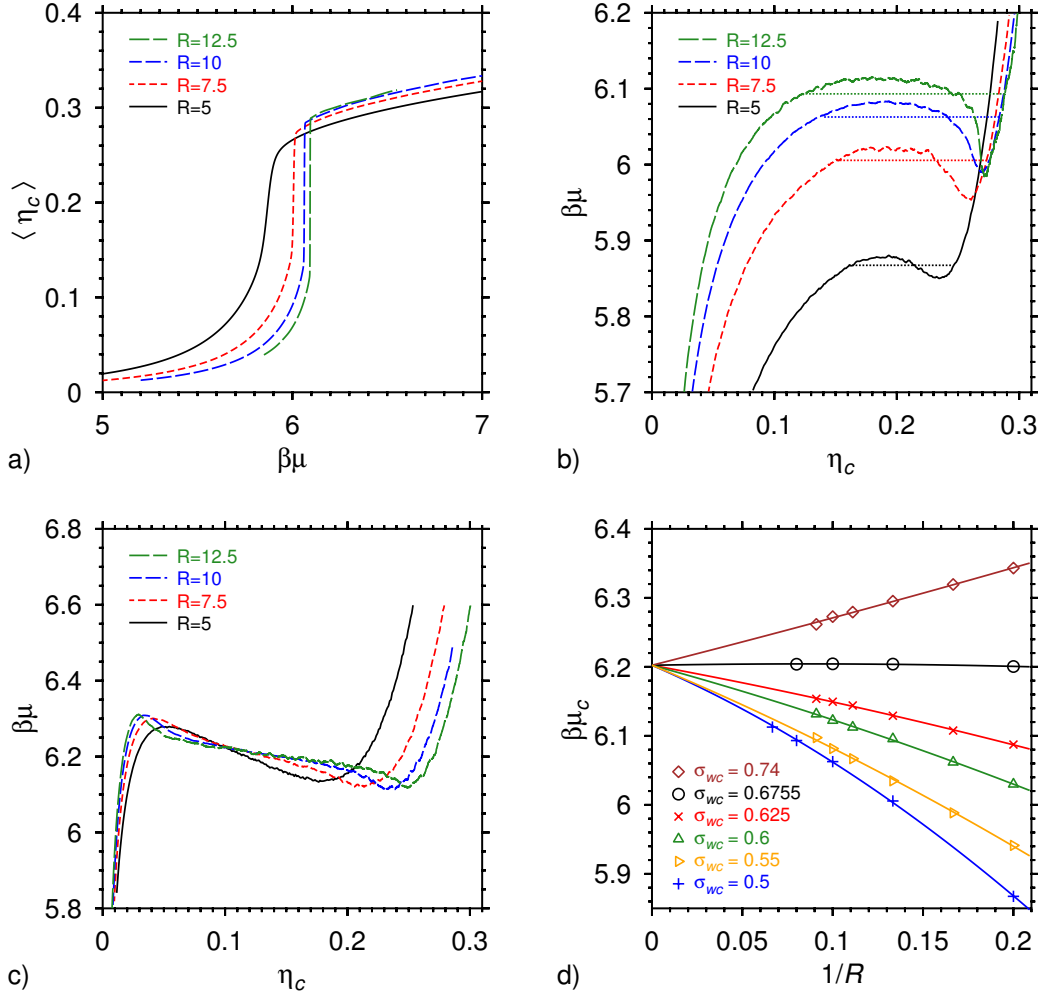 0.4
0.3
0.2
0.1
0
⟨ η_c ⟩
R=12.5
R=10
R=7.5
R=5
5
6
7
βμ
a)
6.2
6.1
6
5.9
5.8
5.7
βμ
R=12.5
R=10
R=7.5
R=5
0
0.1
0.2
0.3
η_c
b)
6.8
6.6
6.4
6.2
6
5.8
βμ
R=12.5
R=10
R=7.5
R=5
0
0.1
0.2
0.3
η_c
c)
6.4
6.3
6.2
6.1
6
5.9
βμ_c
σ_wc = 0.74
σ_wc = 0.6755
σ_wc = 0.625
σ_wc = 0.6
σ_wc = 0.55
σ_wc = 0.5
0
0.05
0.1
0.15
0.2
1/R
d)